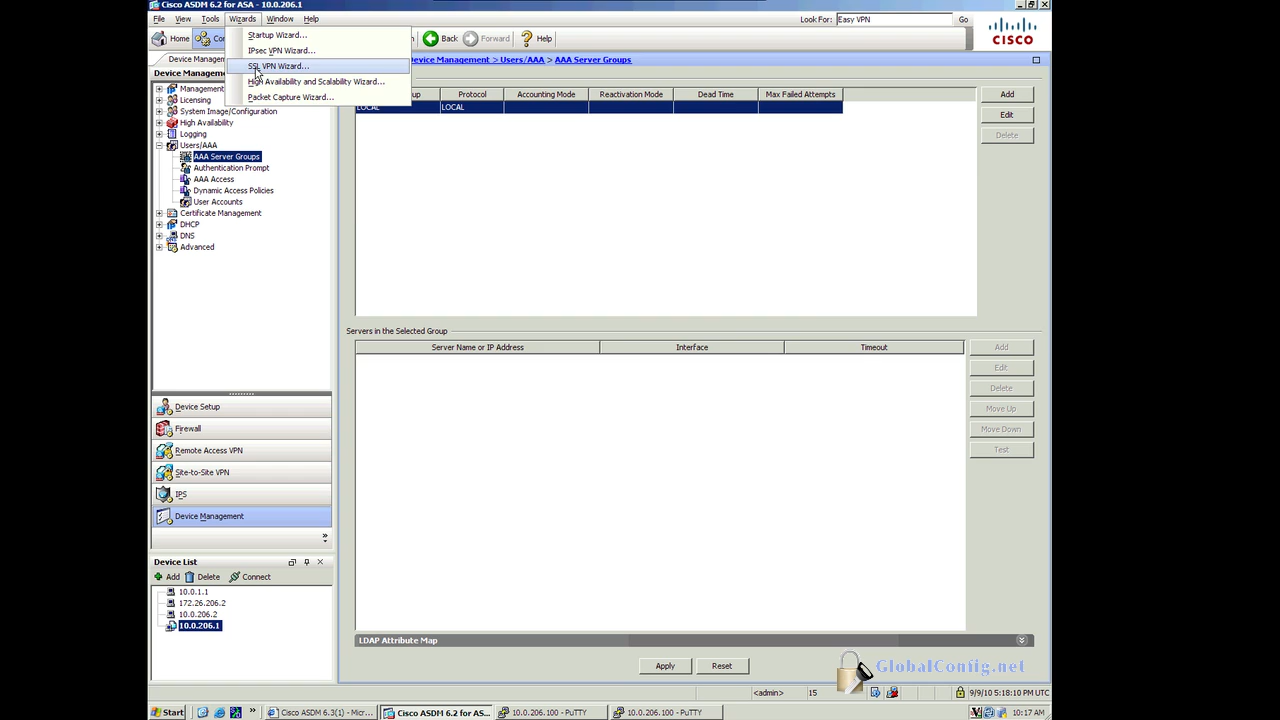 Cisco ASDM 6.2 for ASA - 10.0.206.1
File View Tools Wizards Window Help
Look For: Easy VPN Go
Home Back Forward Help
CISCO
Startup Wizard...
IPsec VPN Wizard...
SSL VPN Wizard...
High Availability and Scalability Wizard...
Packet Capture Wizard...
Device Management > Users/AAA > AAA Server Groups
Protocol Accounting Mode Reactivation Mode Dead Time Max Failed Attempts
LOCAL LOCAL
Add
Edit
Delete
Licensing
System Image/Configuration
High Availability
Logging
Users/AAA
AAA Server Groups
Authentication Prompt
AAA Access
Dynamic Access Policies
User Accounts
Certificate Management
DHCP
DNS
Advanced
Servers in the Selected Group
Server Name or IP Address Interface Timeout
Add
Edit
Delete
Move Up
Move Down
Test
Device Setup
Firewall
Remote Access VPN
Site-to-Site VPN
IPS
Device Management
Device List
Add Delete Connect
10.0.1.1
172.26.206.2
10.0.206.2
10.0.206.1
LDAP Attribute Map
Apply Reset
GlobalConfig.net
<admin> 15 9/9/10 5:18:10 PM UTC
Start Cisco ASDM 6.3(1) - Micr... Cisco ASDM 6.2 for A5A... 10.0.206.100 - PuTTY 10.0.206.100 - PuTTY 10:17 AM